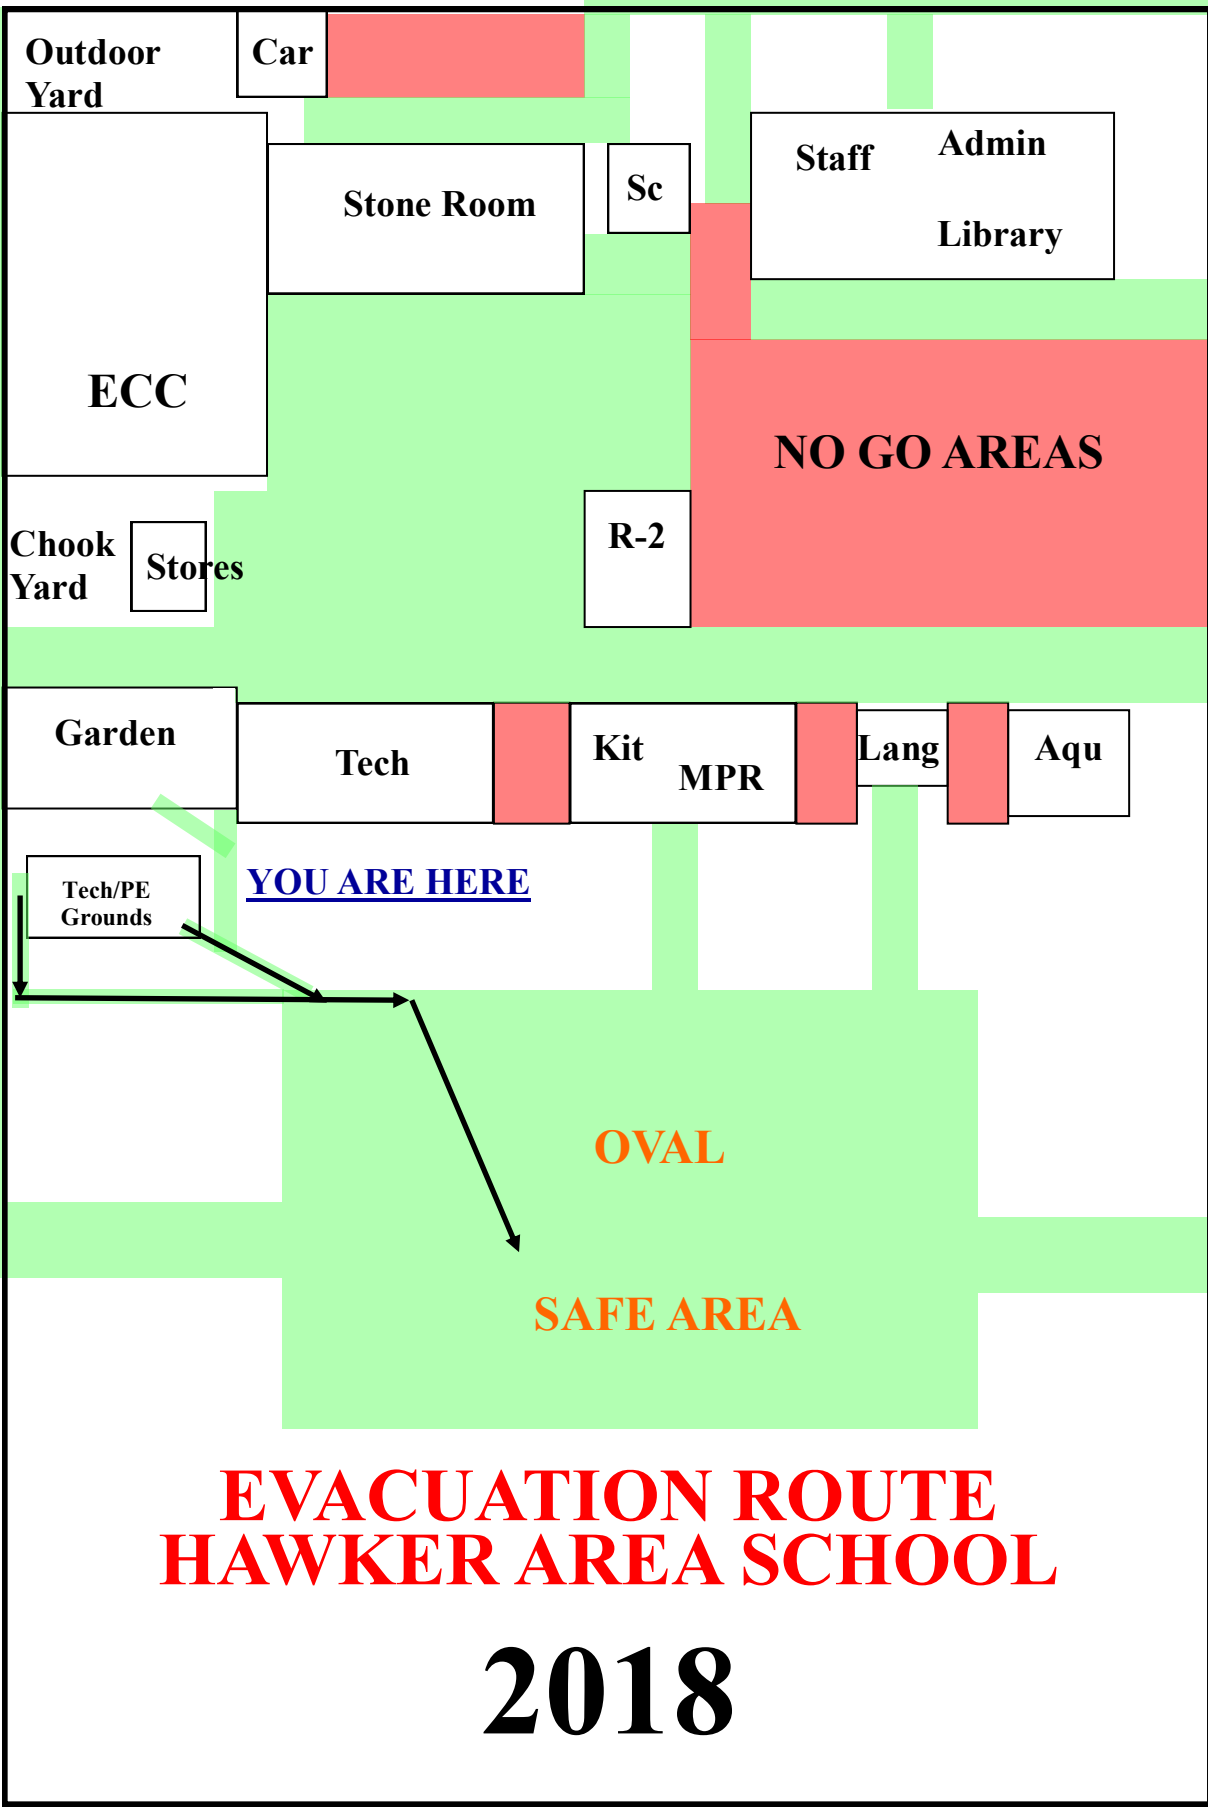 Outdoor
Yard
Car
Stone Room
Sc
Staff
Admin
Library
ECC
NO GO AREAS
Chook
Yard
Stores
R-2
Garden
Tech
Kit
MPR
Lang
Aqu
Tech/PE
Grounds
YOU ARE HERE
OVAL
SAFE AREA
EVACUATION ROUTE
HAWKER AREA SCHOOL
2018